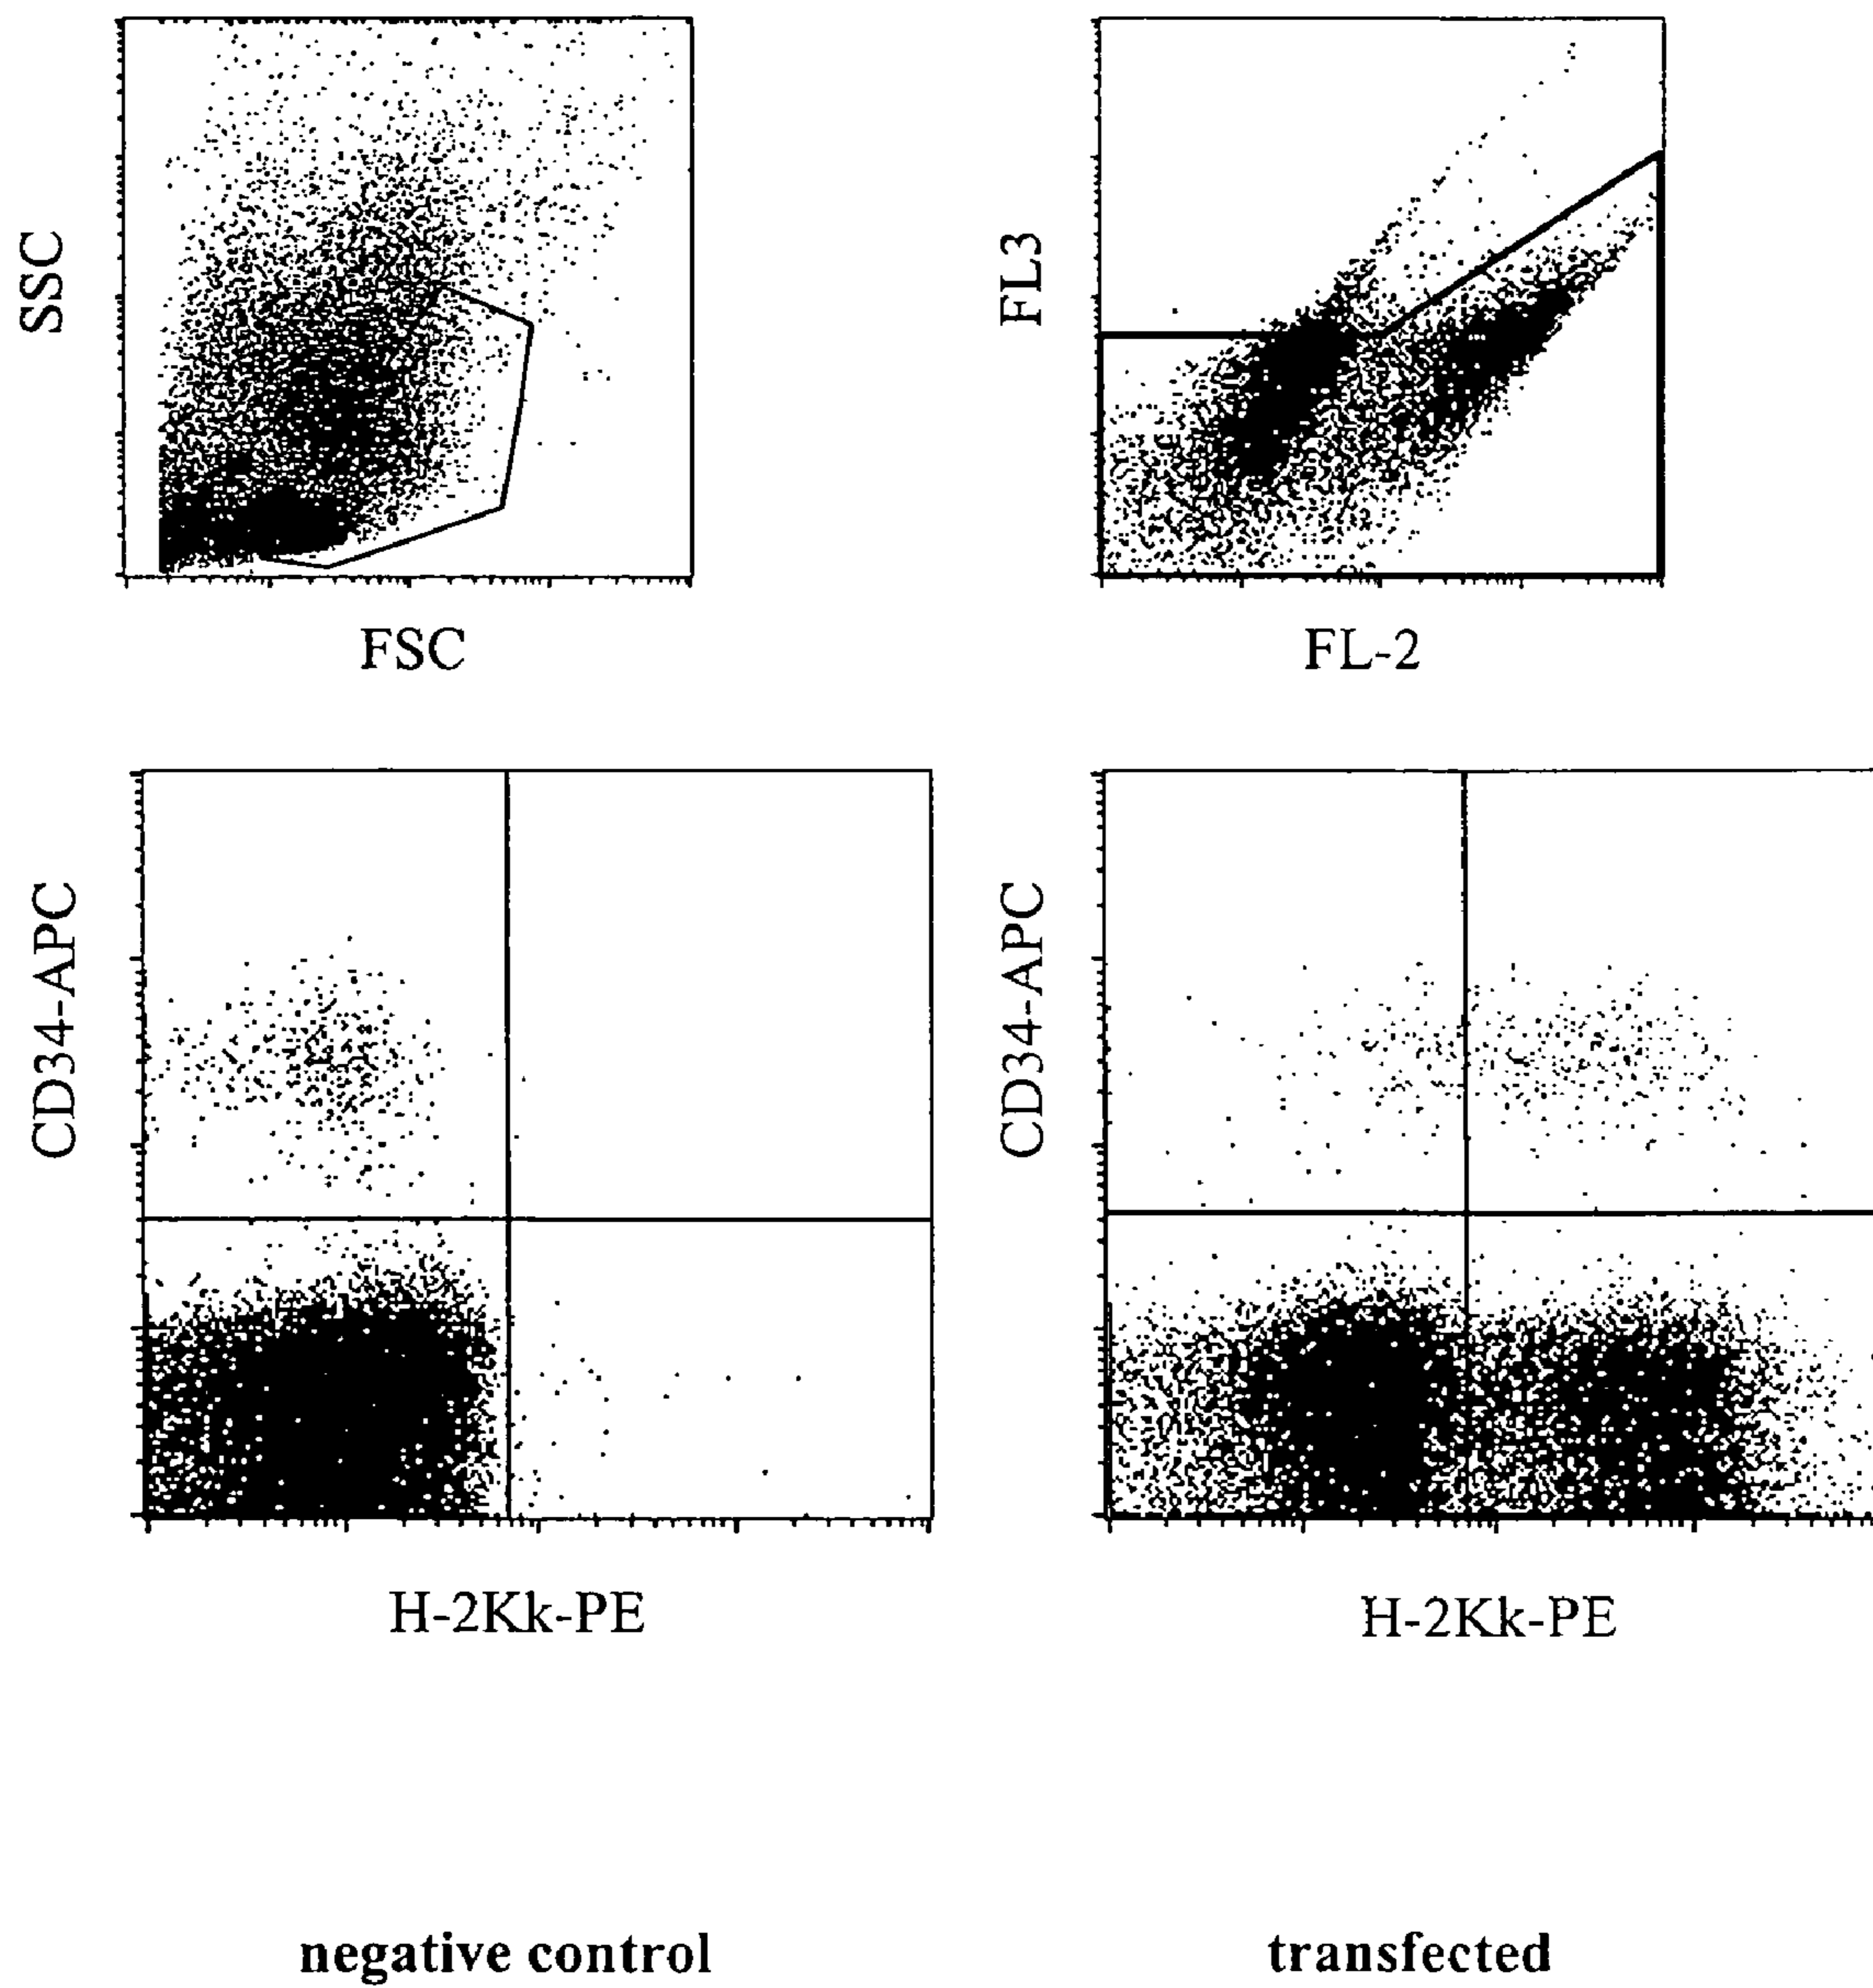 SSC
FSC
FL3
FL-2
CD34-APC
H-2Kk-PE
CD34-APC
H-2Kk-PE
negative control
transfected